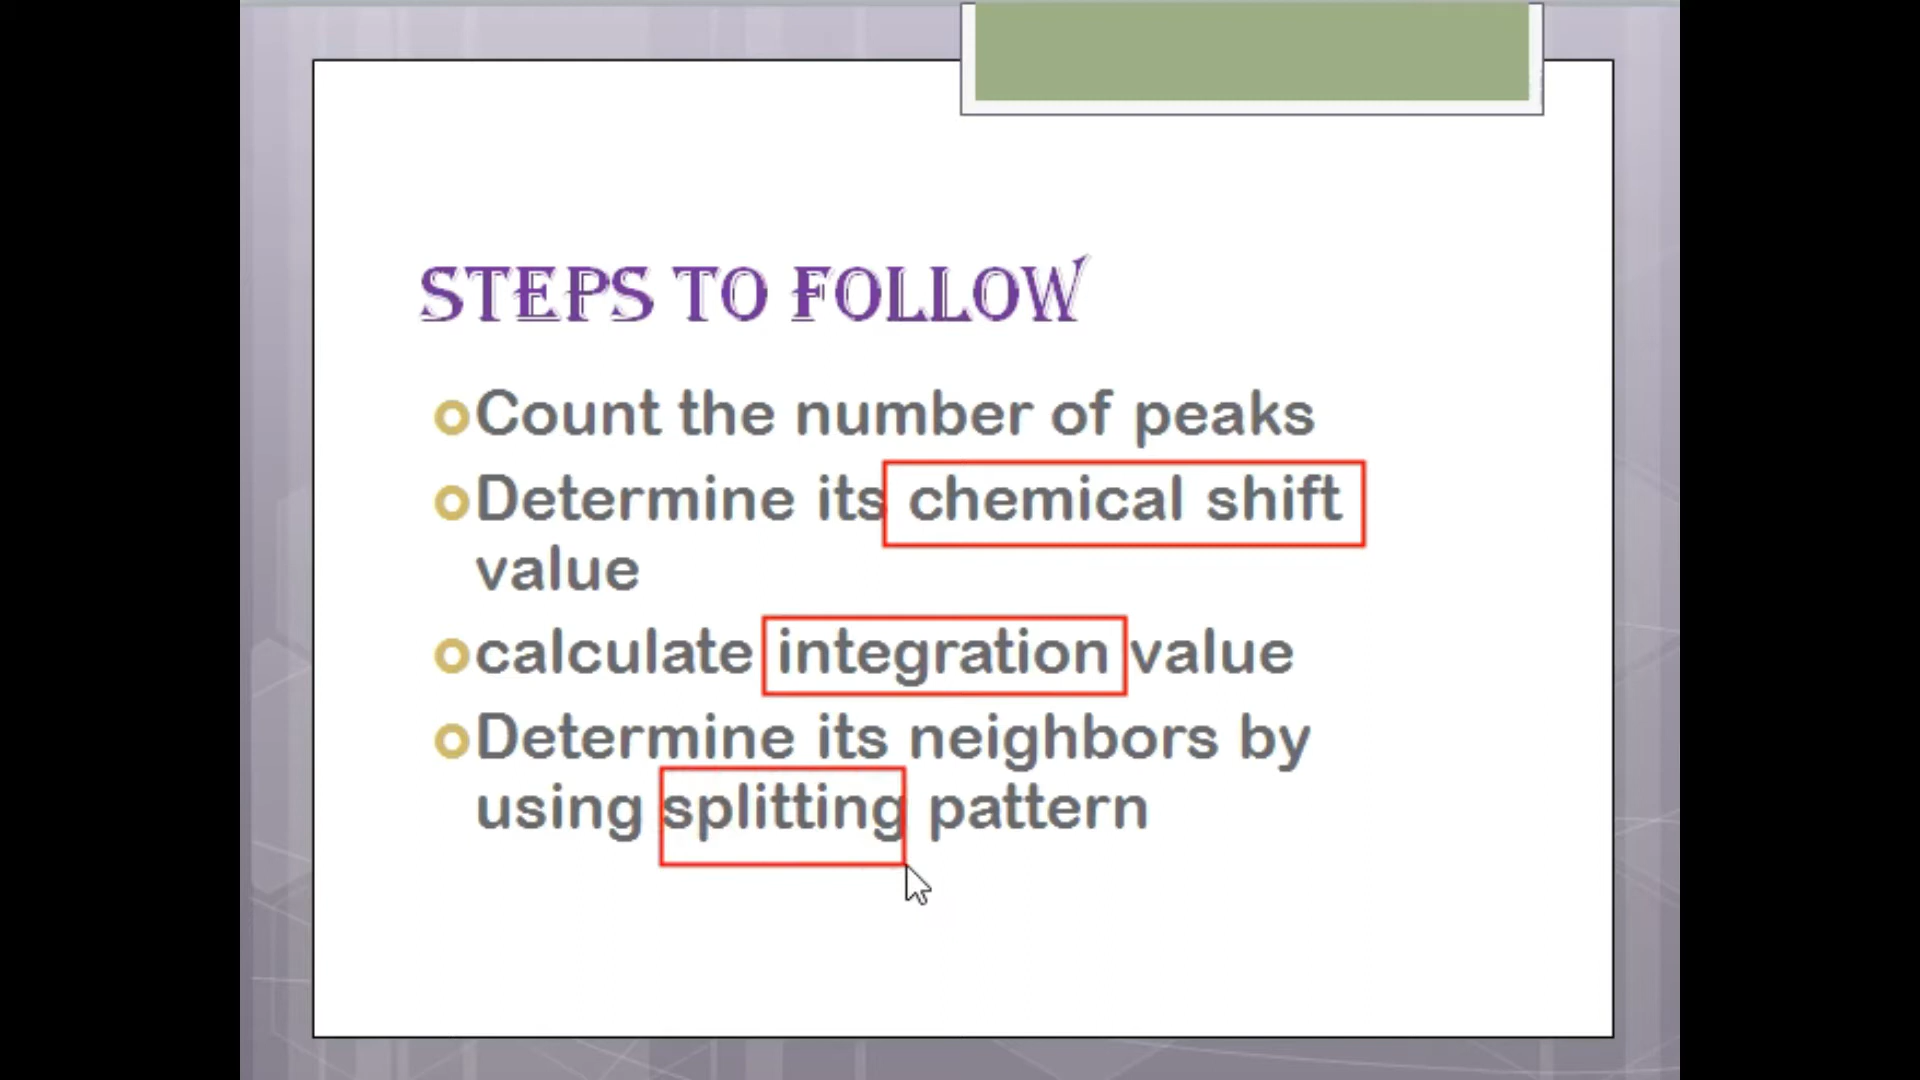 STEPS TO FOLLOW
Count the number of peaks
Determine its chemical shift
value
calculate integration value
Determine its neighbors by
using splitting pattern